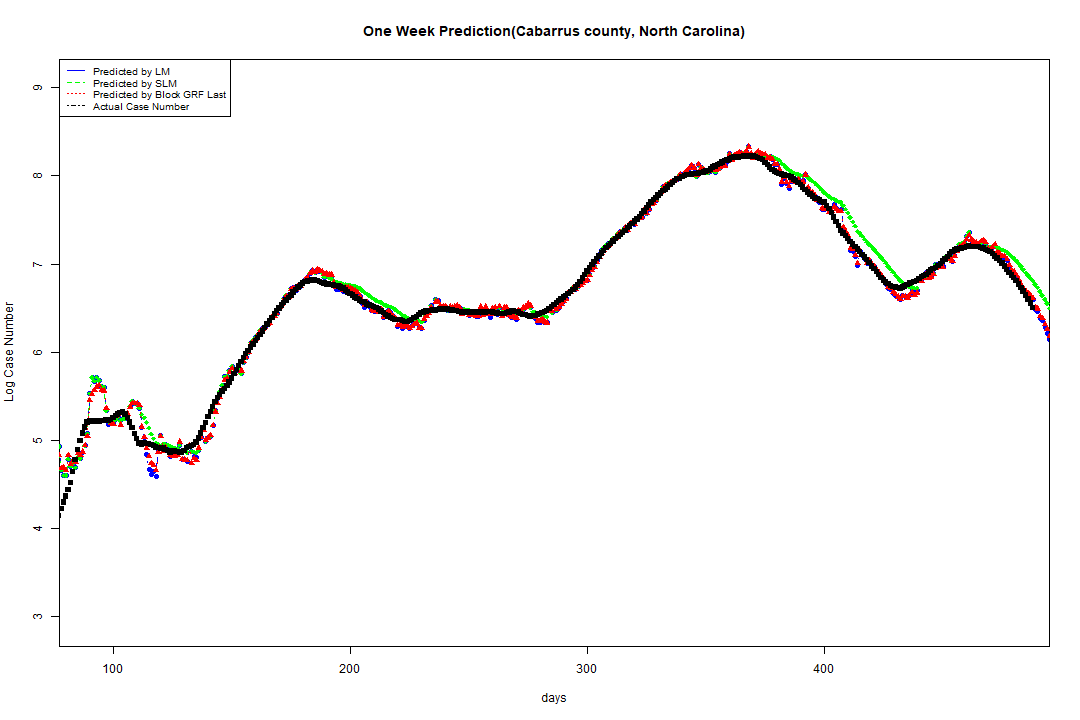 One Week Prediction(Cabarrus county, North Carolina)
Predicted by LM
Predicted by SLM
Predicted by Block GRF Last
Actual Case Number
9
8
7
6
5
4
3
Log Case Number
100 200 300 400
days